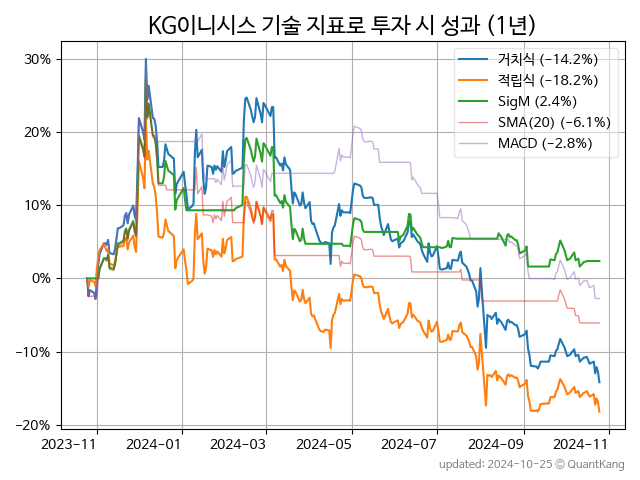 KG이니시스 기술 지표로 투자 시 성과 (1년)
거치식 (−14.2%)
적립식 (−18.2%)
SigM (2.4%)
SMA(20) (−6.1%)
MACD (−2.8%)
30%
20%
10%
0%
−10%
−20%
2023-11 2024-01 2024-03 2024-05 2024-07 2024-09 2024-11
updated: 2024-10-25 © QuantKang